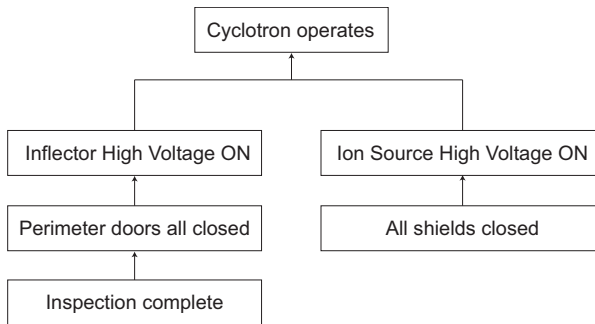 Cyclotron operates
Inflector High Voltage ON
Ion Source High Voltage ON
Perimeter doors all closed
All shields closed
Inspection complete